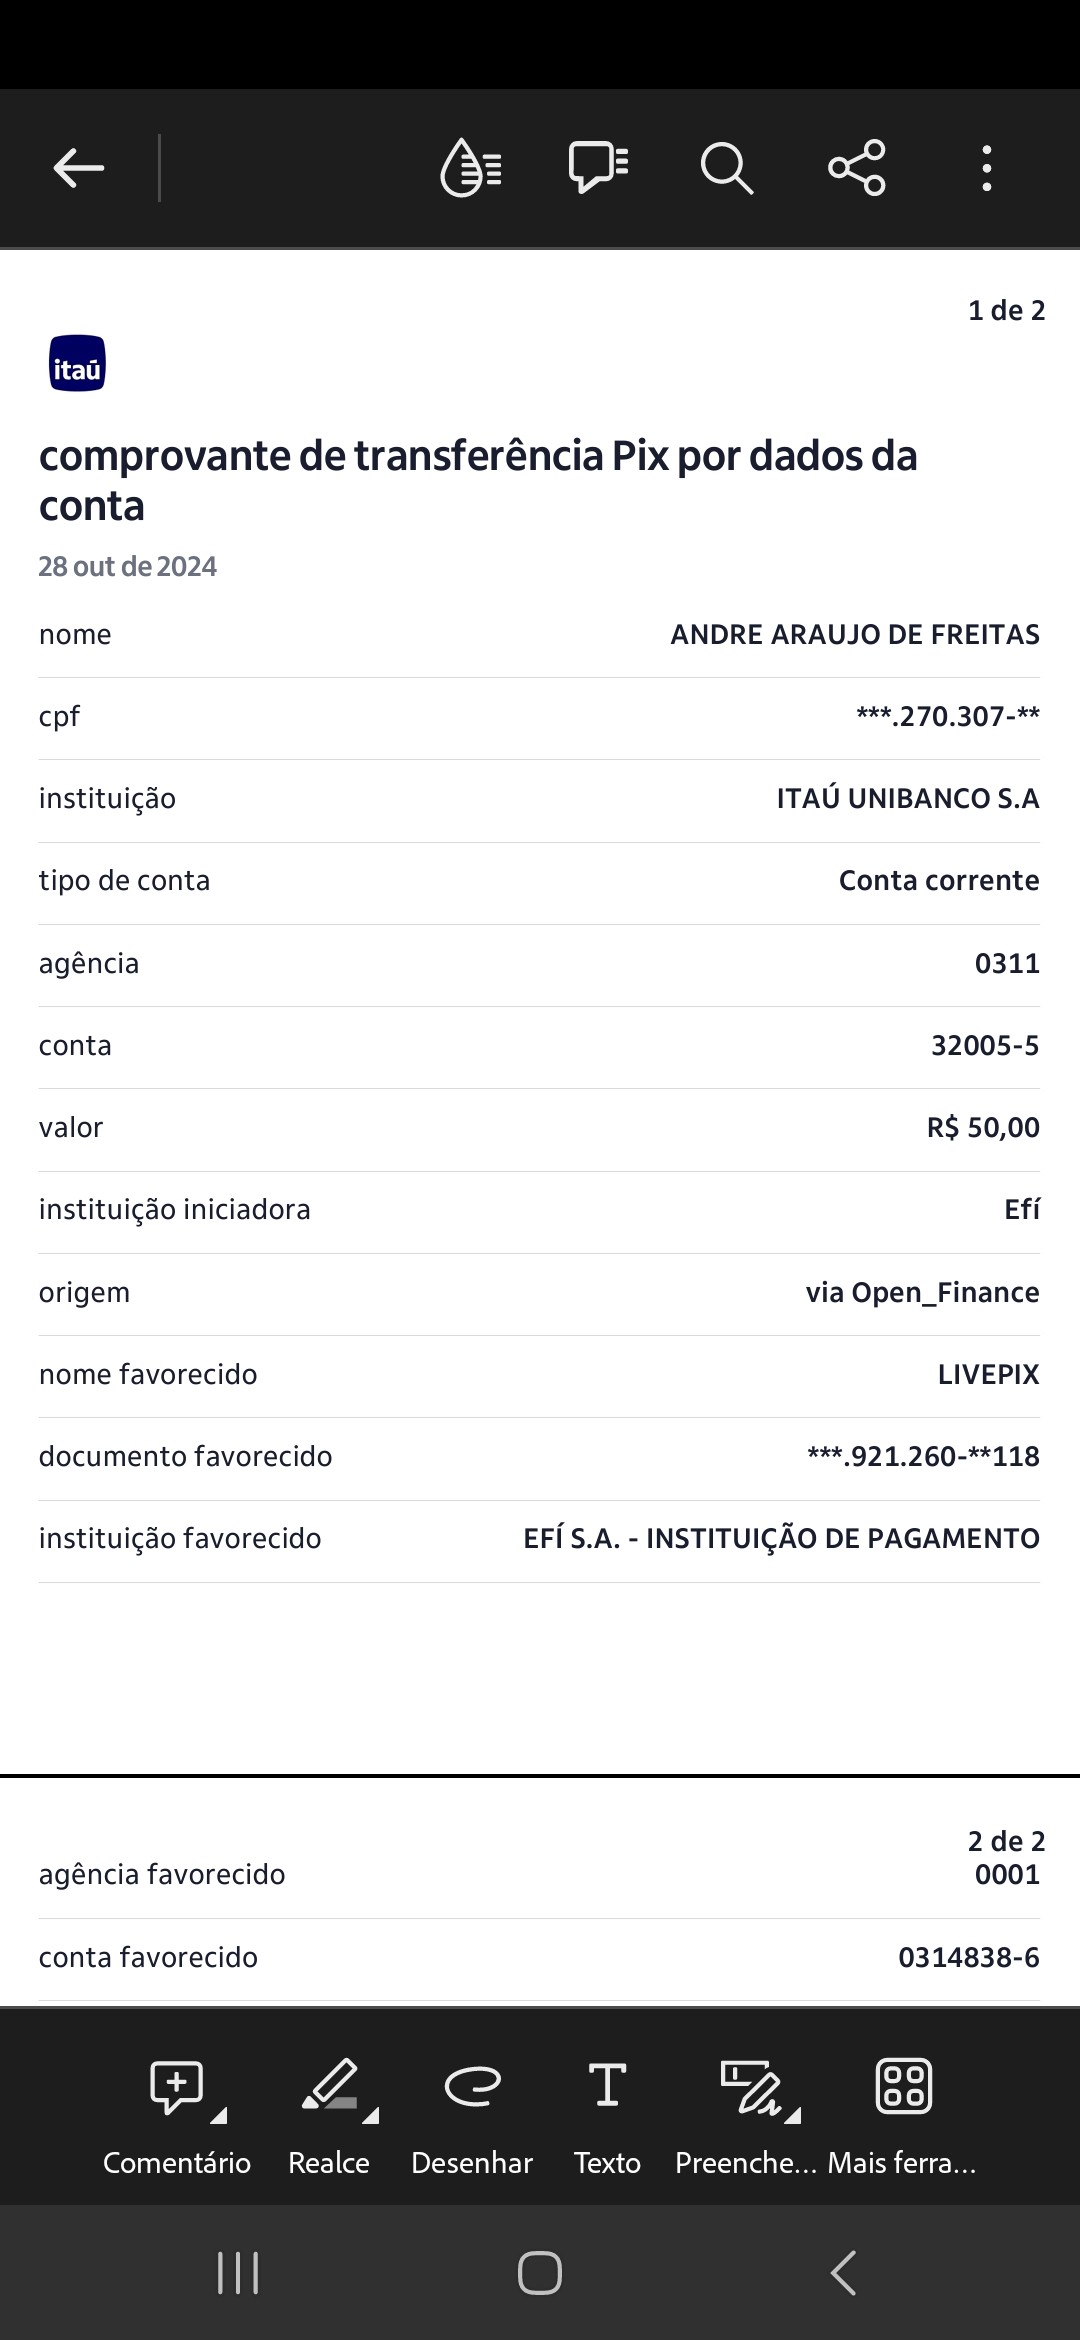 1 de 2
itaú
comprovante de transferência Pix por dados da
conta
28 out de 2024
nome ANDRE ARAUJO DE FREITAS
cpf ***.270.307-**
instituição ITAÚ UNIBANCO S.A
tipo de conta Conta corrente
agência 0311
conta 32005-5
valor R$ 50,00
instituição iniciadora Efí
origem via Open_Finance
nome favorecido LIVEPIX
documento favorecido ***.921.260-**118
instituição favorecido EFÍ S.A. - INSTITUIÇÃO DE PAGAMENTO
2 de 2
agência favorecido 0001
conta favorecido 0314838-6
Comentário Realce Desenhar Texto Preenche... Mais ferra...